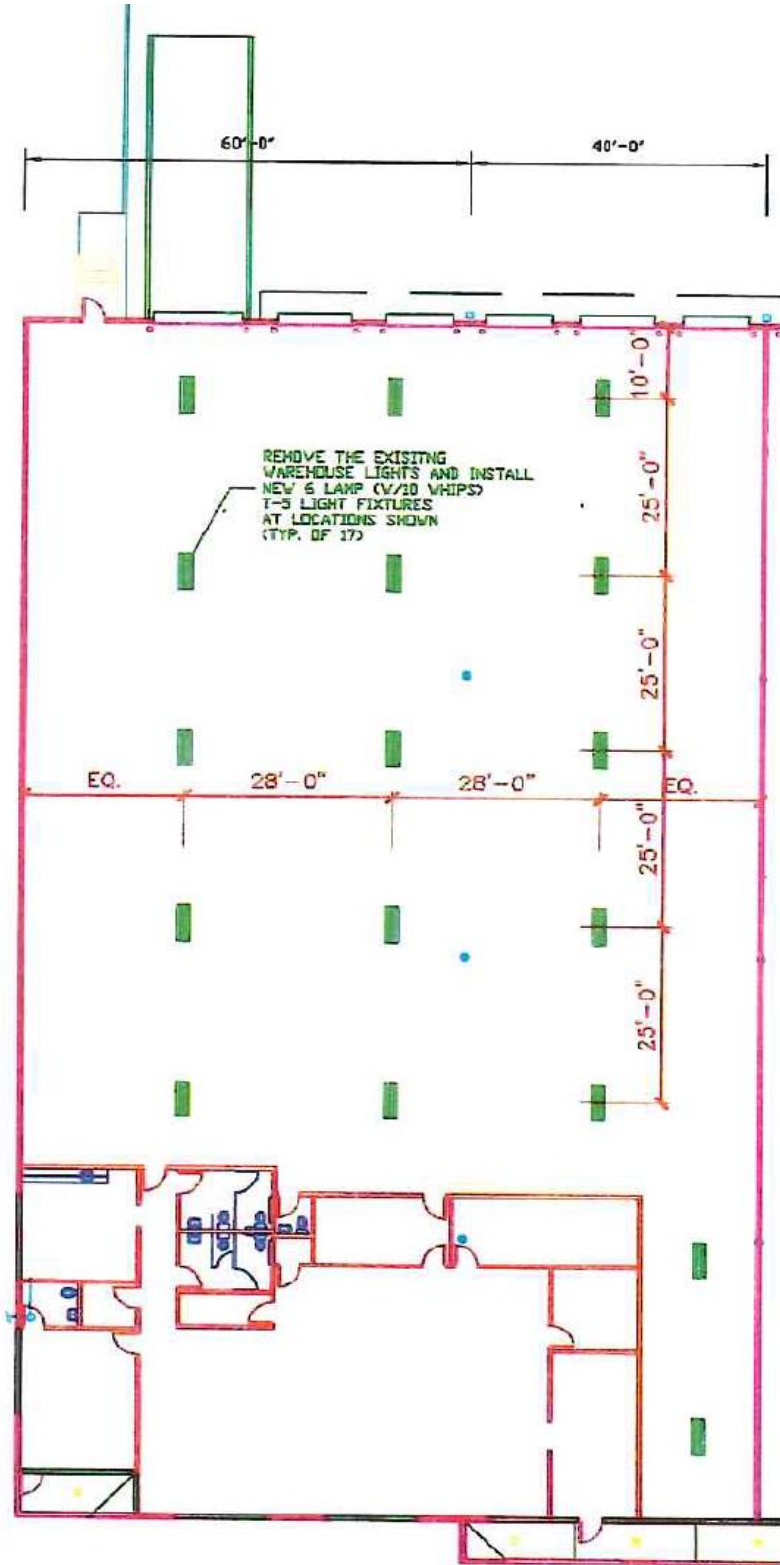 60'-0"
40'-0"
10'-0"
25'-0"
REMOVE THE EXISITNG
WAREHOUSE LIGHTS AND INSTALL
NEW 6 LAMP (W/10 WHIPS)
T-5 LIGHT FIXTURES
AT LOCATIONS SHOWN
(TYP. OF 17)
25'-0"
EQ.
28'-0"
28'-0"
EQ.
25'-0"
25'-0"